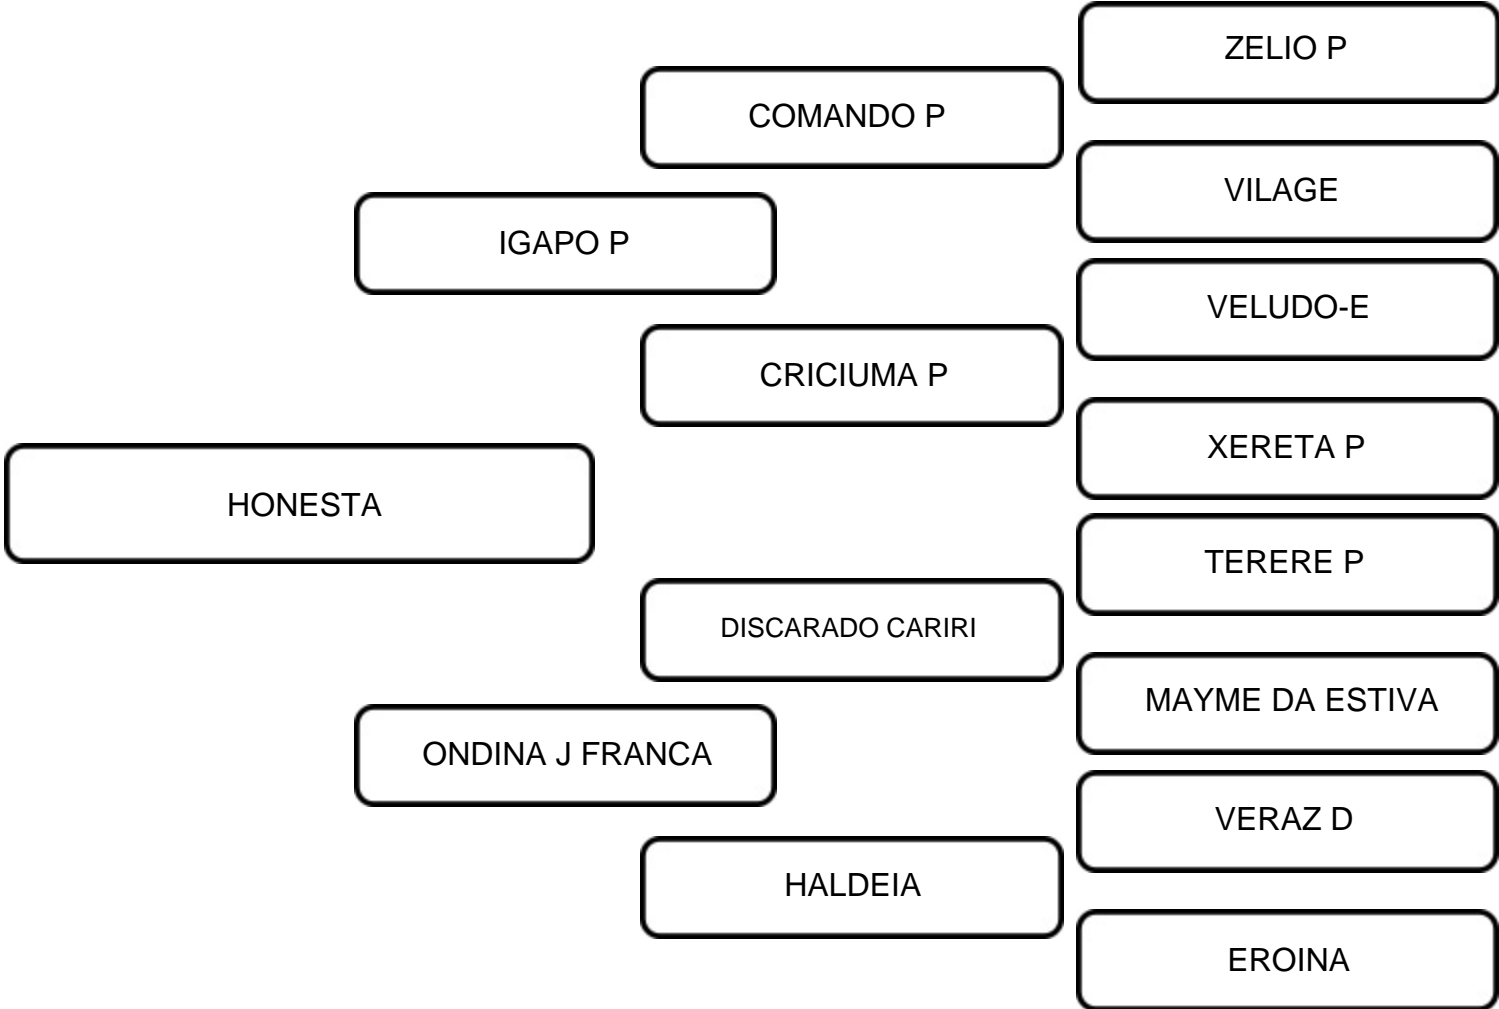 ZELIO P
COMANDO P
VILAGE
IGAPO P
VELUDO-E
CRICIUMA P
XERETA P
HONESTA
TERERE P
DISCARADO CARIRI
MAYME DA ESTIVA
ONDINA J FRANCA
VERAZ D
HALDEIA
EROINA